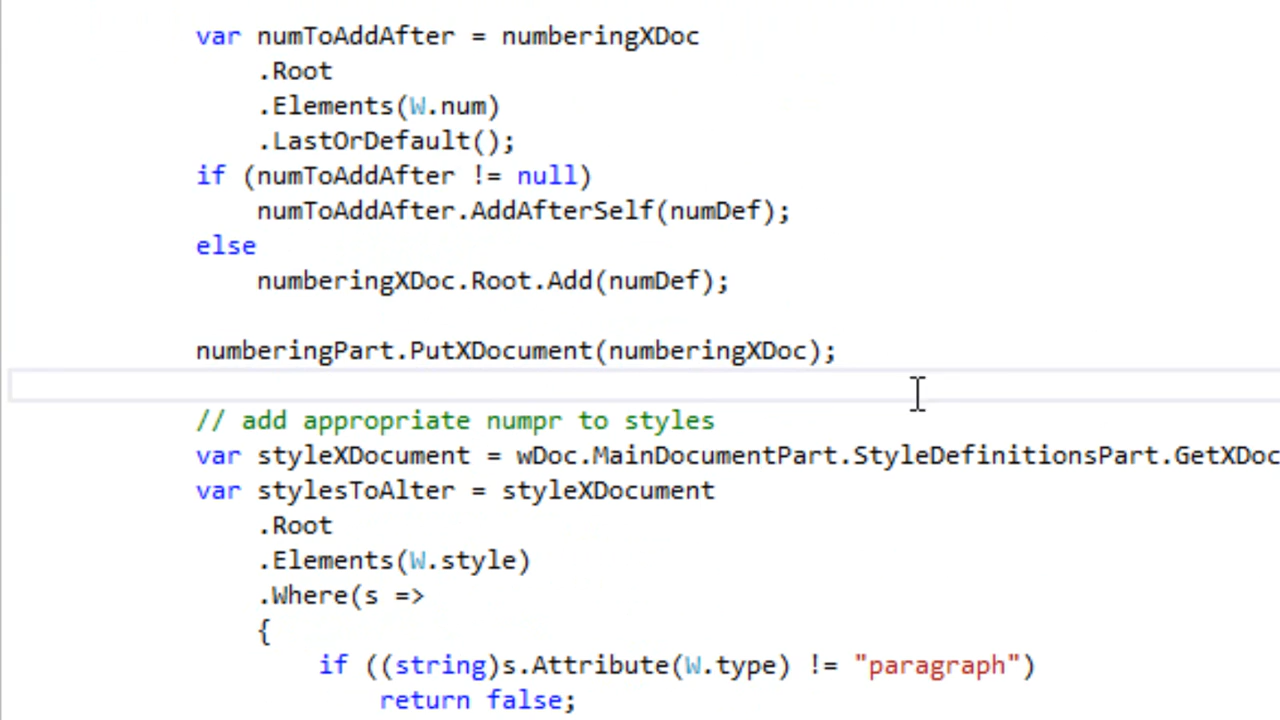 var numToAddAfter = numberingXDoc
.Root
.Elements(W.num)
.LastOrDefault();
if (numToAddAfter != null)
numToAddAfter.AddAfterSelf(numDef);
else
numberingXDoc.Root.Add(numDef);
numberingPart.PutXDocument(numberingXDoc);
// add appropriate numpr to styles
var styleXDocument = wDoc.MainDocumentPart.StyleDefinitionsPart.GetXDoc
var stylesToAlter = styleXDocument
.Root
.Elements(W.style)
.Where(s =>
{
if ((string)s.Attribute(W.type) != "paragraph")
return false;